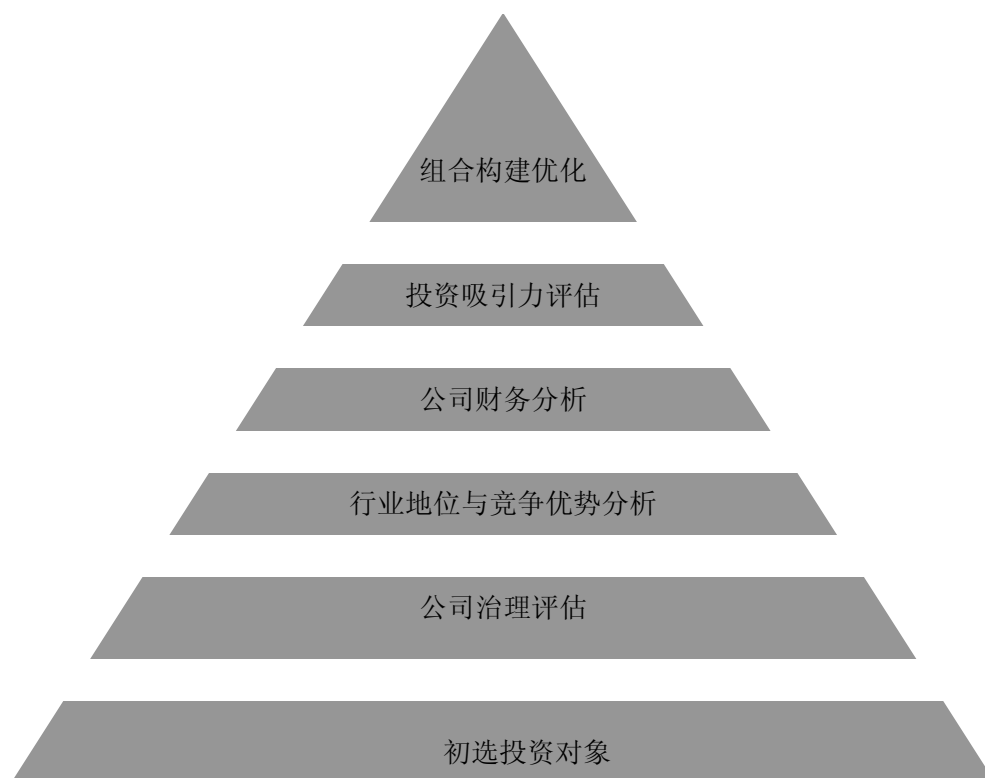 组合构建优化
投资吸引力评估
公司财务分析
行业地位与竞争优势分析
公司治理评估
初选投资对象